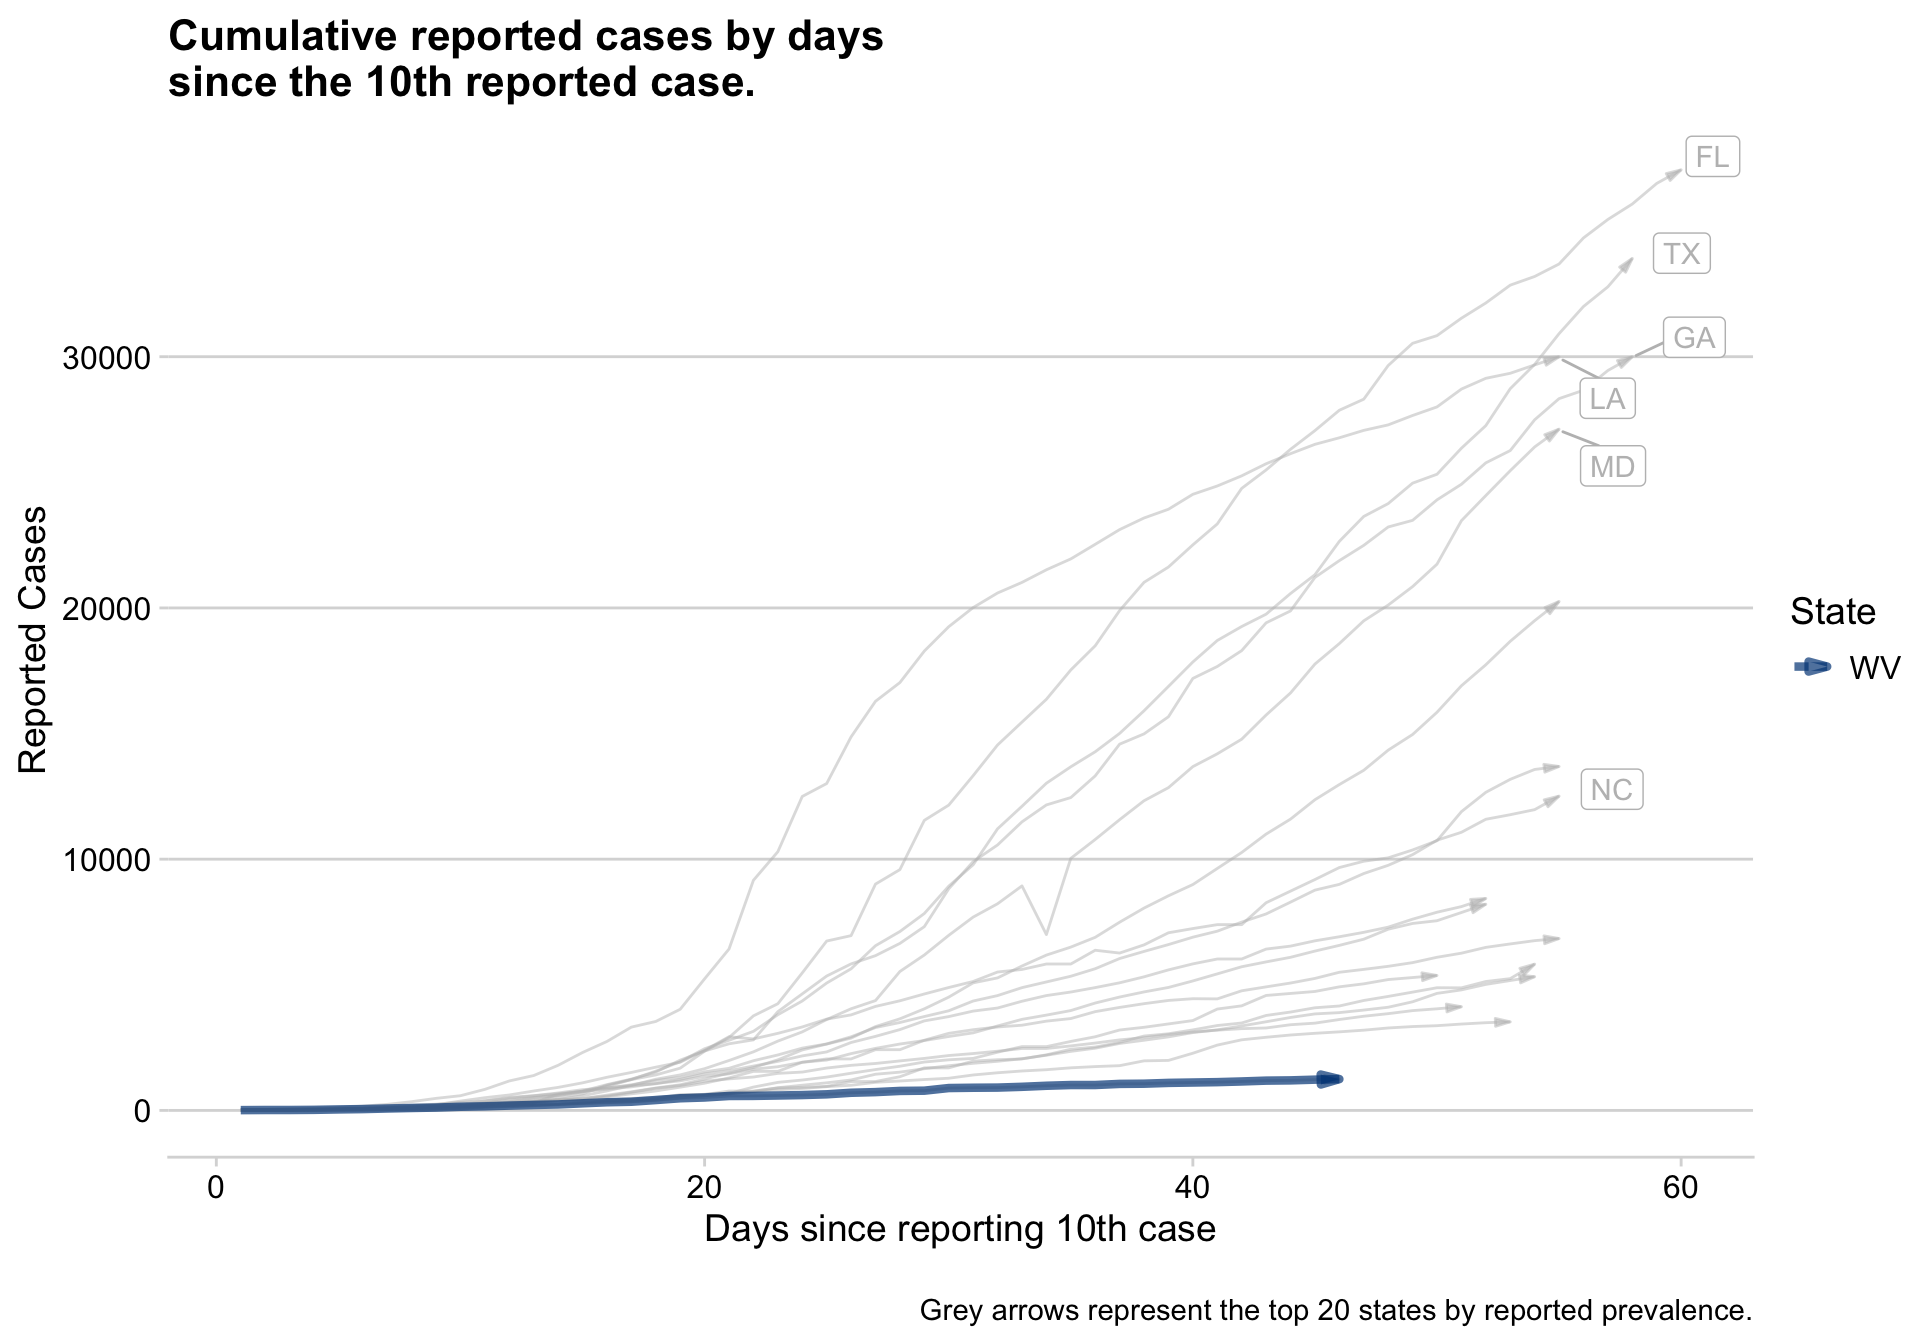 Cumulative reported cases by days
since the 10th reported case.
FL
TX
GA
LA
MD
NC
30000
20000
10000
0
Reported Cases
0 20 40 60
Days since reporting 10th case
State
WV
Grey arrows represent the top 20 states by reported prevalence.